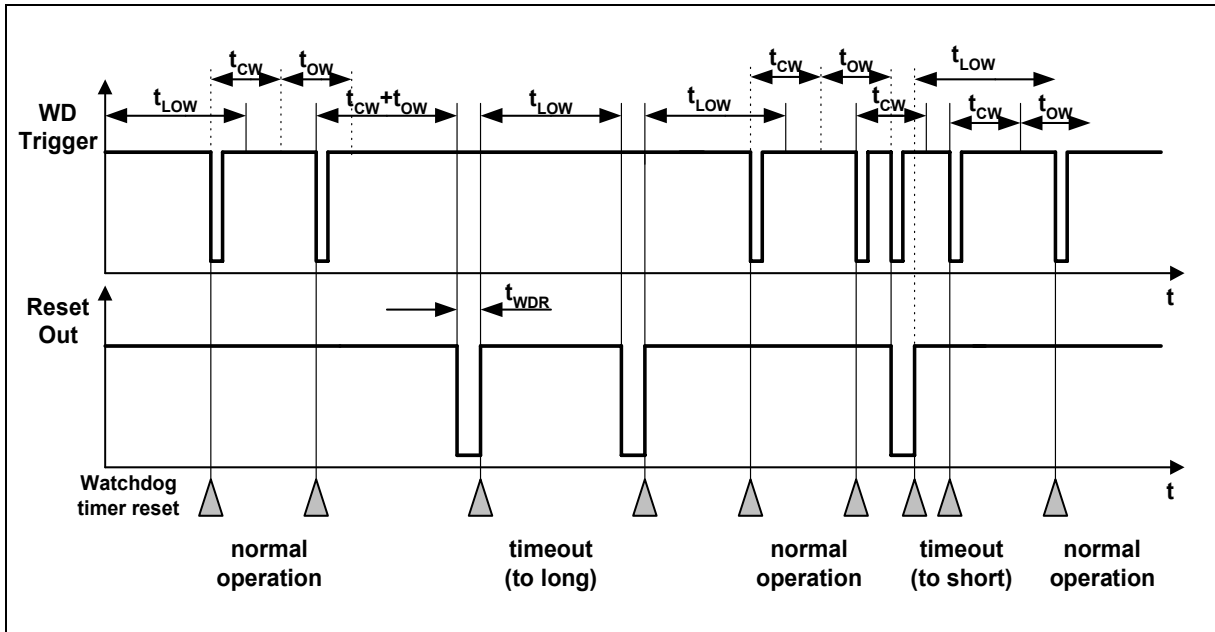 tCW tOW tCW tOW tLOW
tLOW tCW+tOW tLOW tLOW tCW tCW tOW
WD
Trigger
t
Reset
Out
tWDR
Watchdog
timer reset
t
normal
operation
timeout
(to long)
normal
operation
timeout
(to short)
normal
operation